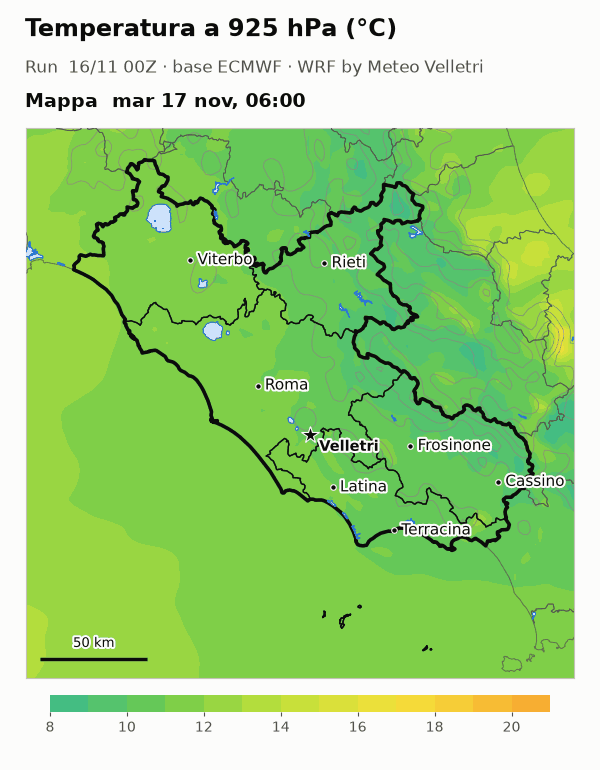 Temperatura a 925 hPa (°C)
Run  16/11 00Z · base ECMWF · WRF by Meteo Velletri
Mappa  mar 17 nov, 06:00
Viterbo
Rieti
Roma
Velletri
Frosinone
Latina
Cassino
Terracina
50 km
8 10 12 14 16 18 20